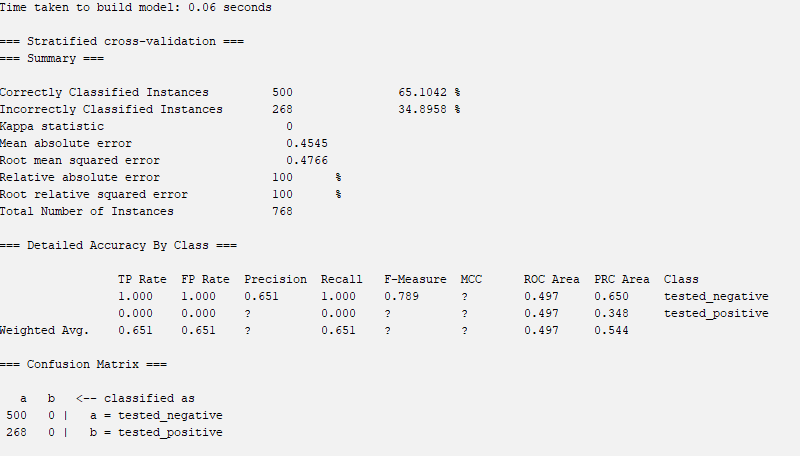 Time taken to build model: 0.06 seconds
=== Stratified cross-validation ===
=== Summary ===
Correctly Classified Instances 500 65.1042 %
Incorrectly Classified Instances 268 34.8958 %
Kappa statistic 0
Mean absolute error 0.4545
Root mean squared error 0.4766
Relative absolute error 100 %
Root relative squared error 100 %
Total Number of Instances 768
=== Detailed Accuracy By Class ===
TP Rate FP Rate Precision Recall F-Measure MCC ROC Area PRC Area Class
1.000 1.000 0.651 1.000 0.789 ? 0.497 0.650 tested_negative
0.000 0.000 ? 0.000 ? ? 0.497 0.348 tested_positive
Weighted Avg. 0.651 0.651 ? 0.651 ? ? 0.497 0.544
=== Confusion Matrix ===
a b <-- classified as
500 0 | a = tested_negative
268 0 | b = tested_positive